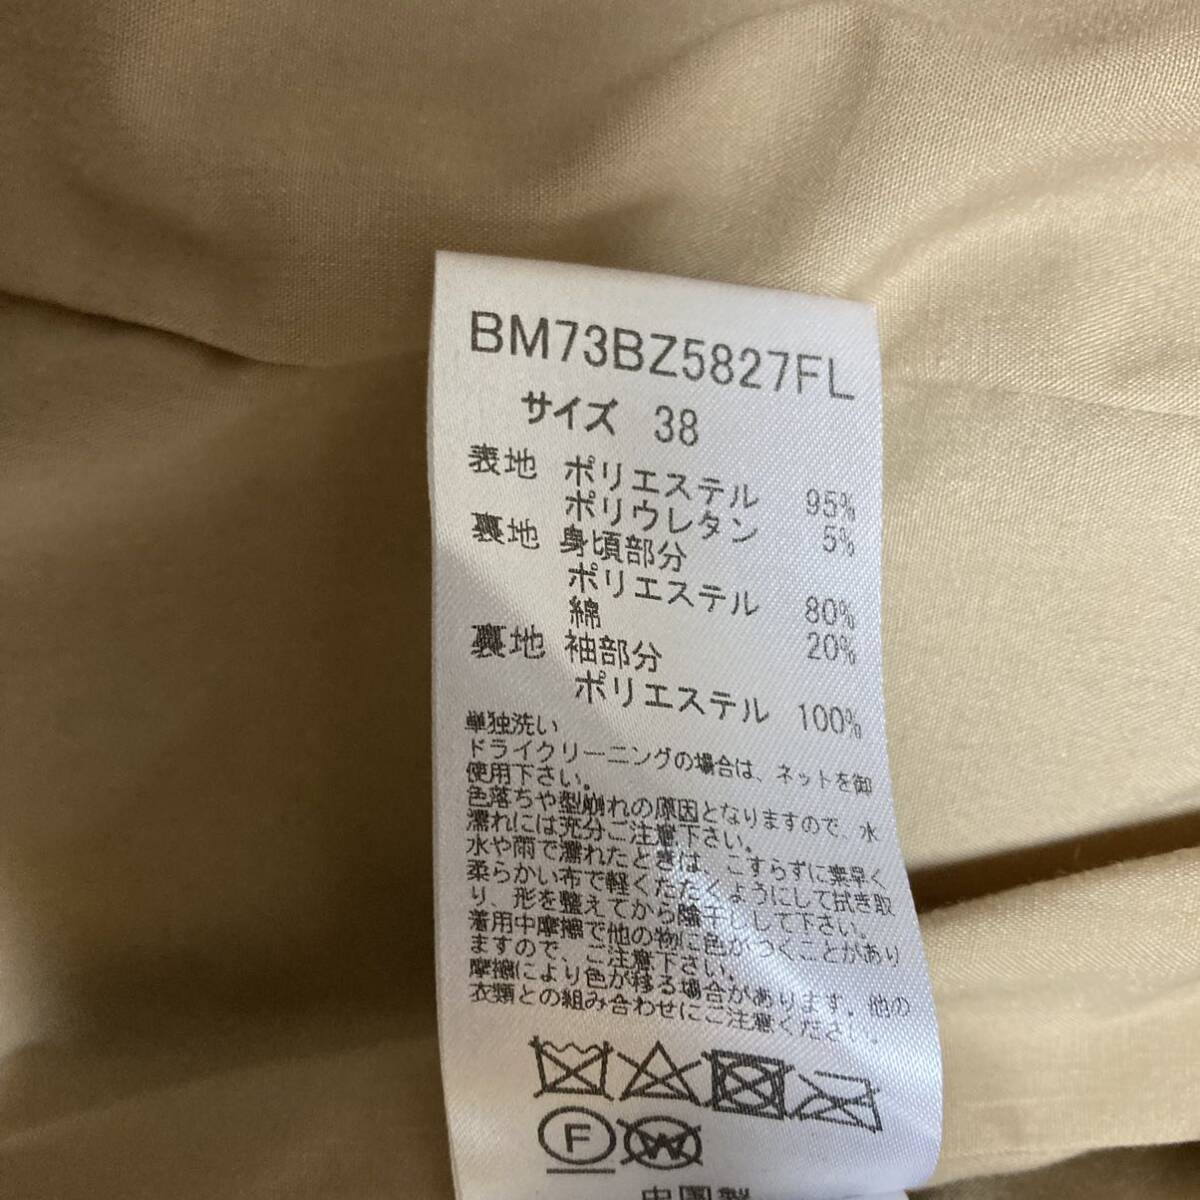 BM73BZ5827FL
サイズ 38
表地 ポリエステル 95%
ポリウレタン 5%
裏地 身頃部分
ポリエステル 80%
綿 20%
裏地 袖部分
ポリエステル 100%
単独洗い
ドライクリーニングの場合は、ネットを御
使用下さい。
色落ちや型崩れの原因となりますので、水
濡れには充分ご注意下さい。
水や雨で濡れたときは、こすらずに素早く
柔らかい布で軽くたたくようにして拭き取
り、形を整えてから陰干しして下さい。
着用中摩擦で他の物に色がつくことがあり
ますので、ご注意下さい。
摩擦により色が移る場合があります。他の
衣類との組み合わせにご注意ください。
F W
中国製